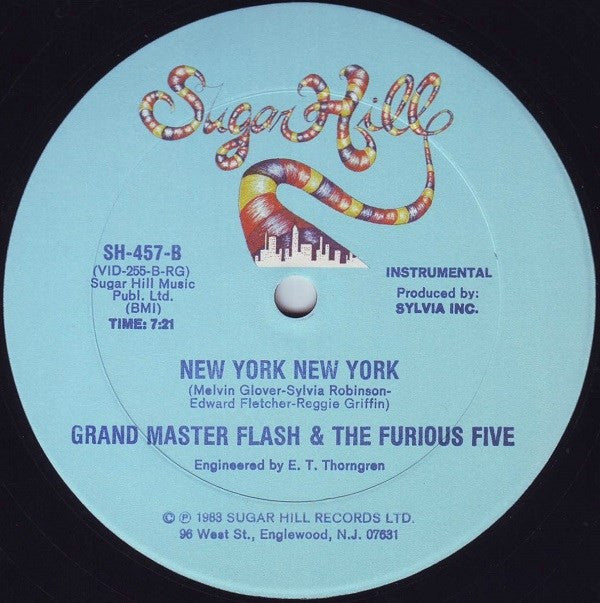 Sugar Hill
SH-457-B
(VID-255-B-RG)
Sugar Hill Music
Publ. Ltd.
(BMI)
TIME: 7:21
INSTRUMENTAL
Produced by:
SYLVIA INC.
NEW YORK NEW YORK
(Melvin Glover-Sylvia Robinson-
Edward Fletcher-Reggie Griffin)
GRAND MASTER FLASH & THE FURIOUS FIVE
Engineered by E. T. Thorngren
© ℗ 1983 SUGAR HILL RECORDS LTD.
96 West St., Englewood, N.J. 07631